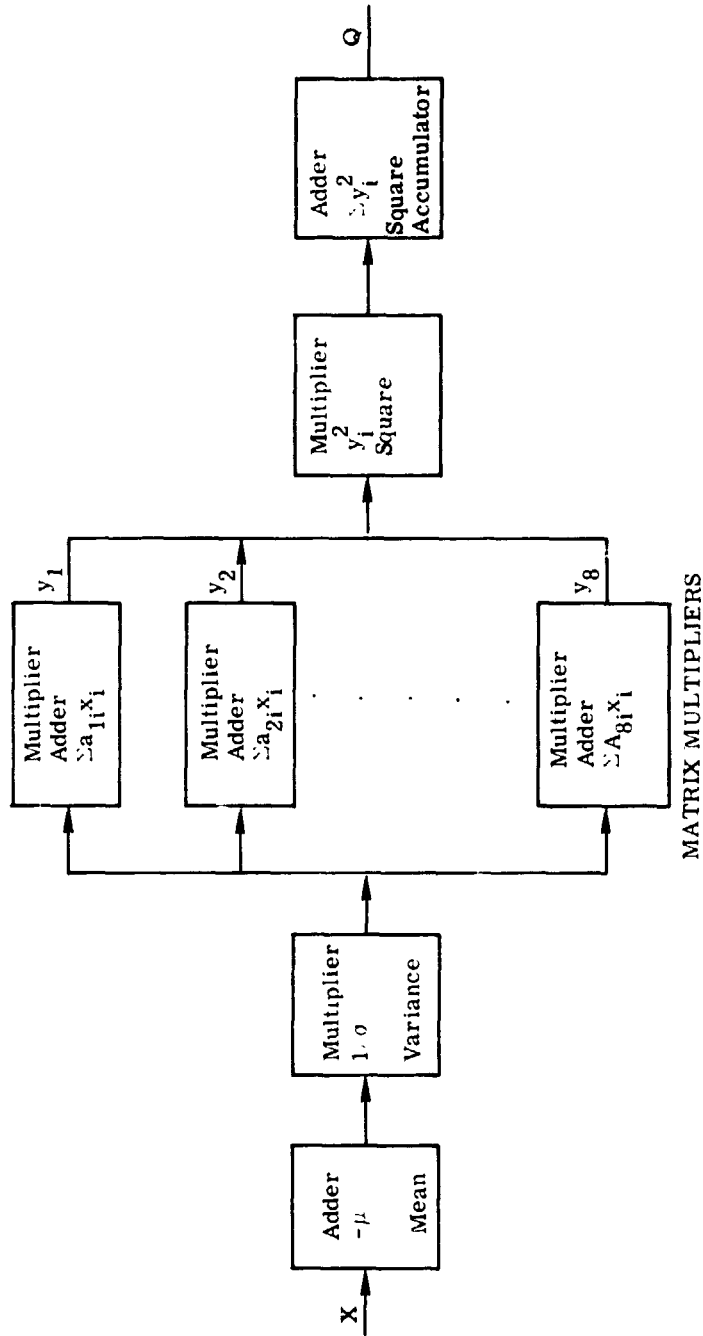 X
Adder
-μ
Mean
Multiplier
1/σ
Variance
Multiplier
Adder
Σa₁ᵢxᵢ
y₁
Multiplier
Adder
Σa₂ᵢxᵢ
y₂
. . . . .
Multiplier
Adder
ΣA₈ᵢxᵢ
y₈
MATRIX MULTIPLIERS
Multiplier
yᵢ²
Square
Adder
Σyᵢ²
Square
Accumulator
Q